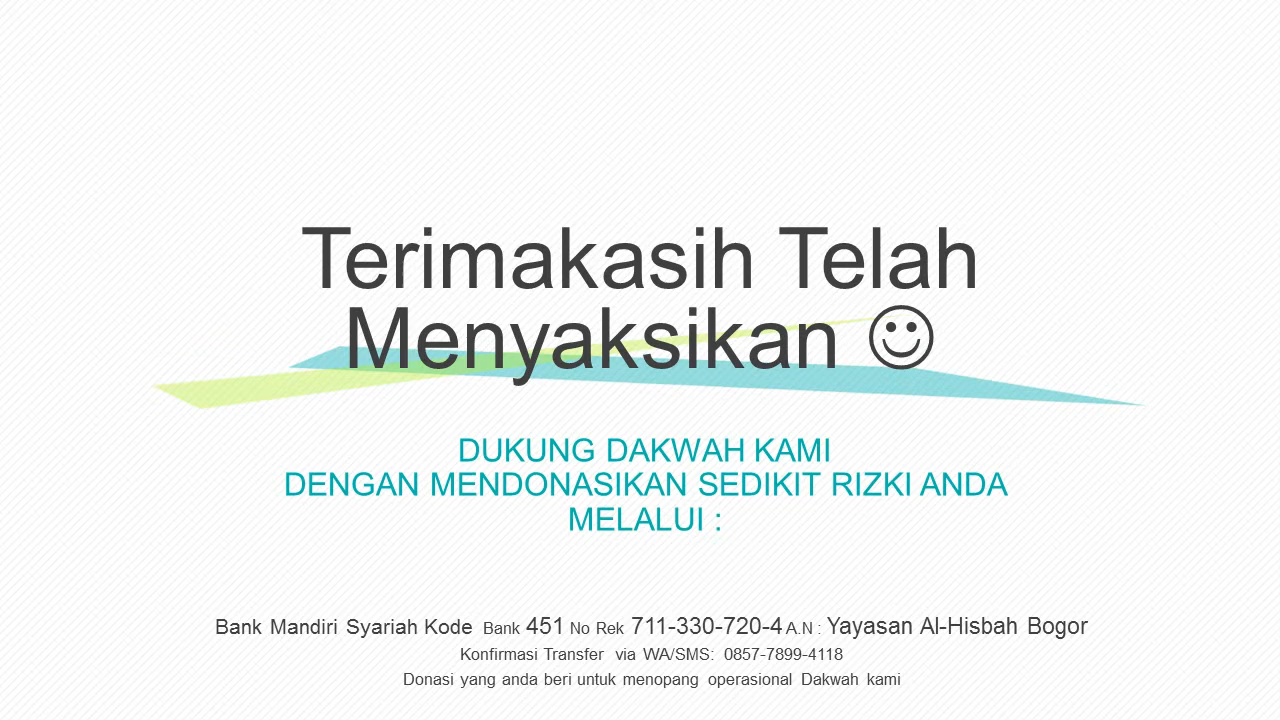 Terimakasih Telah
Menyaksikan ☺
DUKUNG DAKWAH KAMI
DENGAN MENDONASIKAN SEDIKIT RIZKI ANDA
MELALUI :
Bank Mandiri Syariah Kode Bank 451 No Rek 711-330-720-4 A.N : Yayasan Al-Hisbah Bogor
Konfirmasi Transfer via WA/SMS: 0857-7899-4118
Donasi yang anda beri untuk menopang operasional Dakwah kami